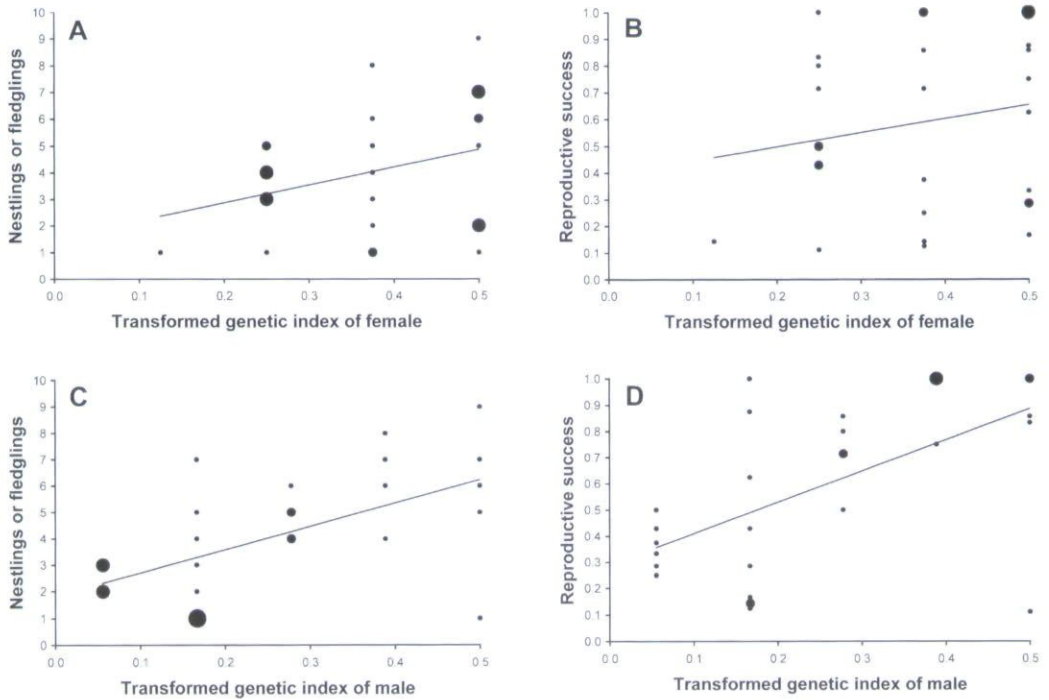 A
Nestlings or fledglings
10
9
8
7
6
5
4
3
2
1
0
0.0 0.1 0.2 0.3 0.4 0.5
Transformed genetic index of female
B
Reproductive success
1.0
0.9
0.8
0.7
0.6
0.5
0.4
0.3
0.2
0.1
0.0
0.0 0.1 0.2 0.3 0.4 0.5
Transformed genetic index of female
C
Nestlings or fledglings
10
9
8
7
6
5
4
3
2
1
0
0.0 0.1 0.2 0.3 0.4 0.5
Transformed genetic index of male
D
Reproductive success
1.0
0.9
0.8
0.7
0.6
0.5
0.4
0.3
0.2
0.1
0.0
0.0 0.1 0.2 0.3 0.4 0.5
Transformed genetic index of male